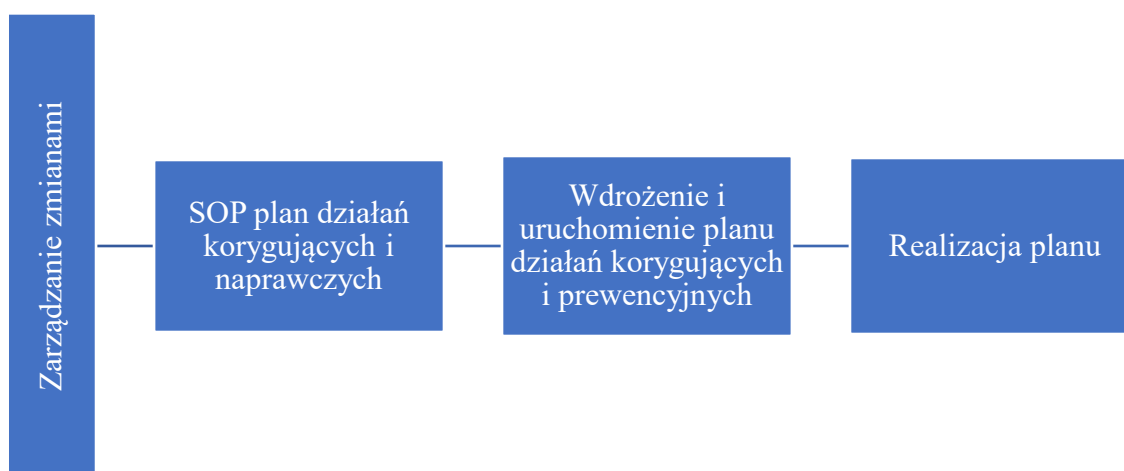 Zarządzanie zmianami
SOP plan działań
korygujących i
naprawczych
Wdrożenie i
uruchomienie planu
działań korygujących
i prewencyjnych
Realizacja planu